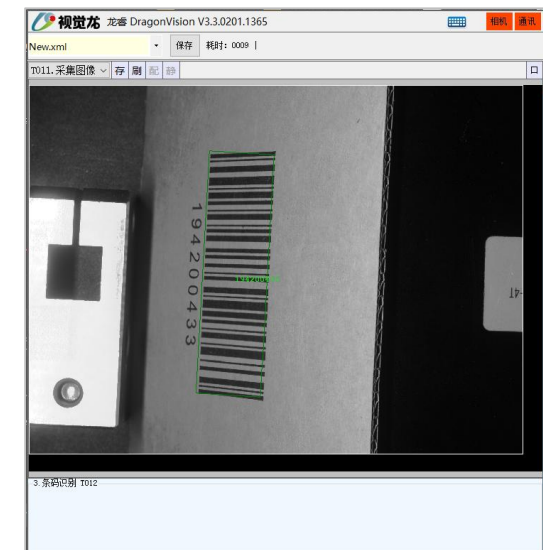 视觉龙 龙睿 DragonVision V3.3.0201.1365 相机 通讯
New.xml 保存 耗时: 0009 |
T011.采集图像 存 刷 配 静
194200433
3.条码识别 T012